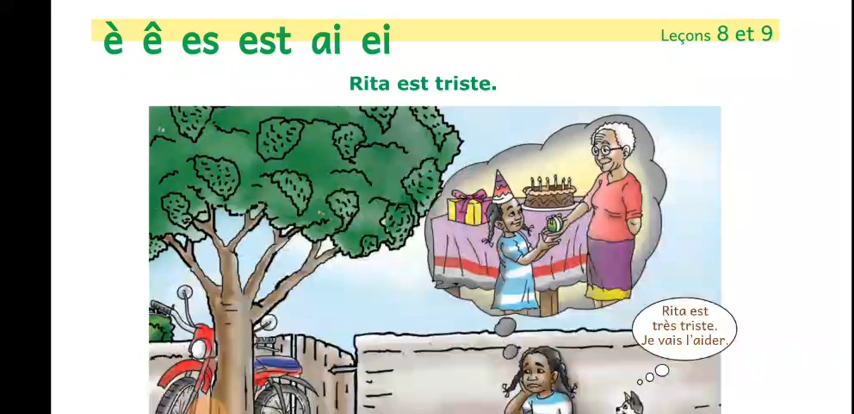 è ê es est ai ei
Leçons 8 et 9
Rita est triste.
Rita est
très triste.
Je vais l'aider.